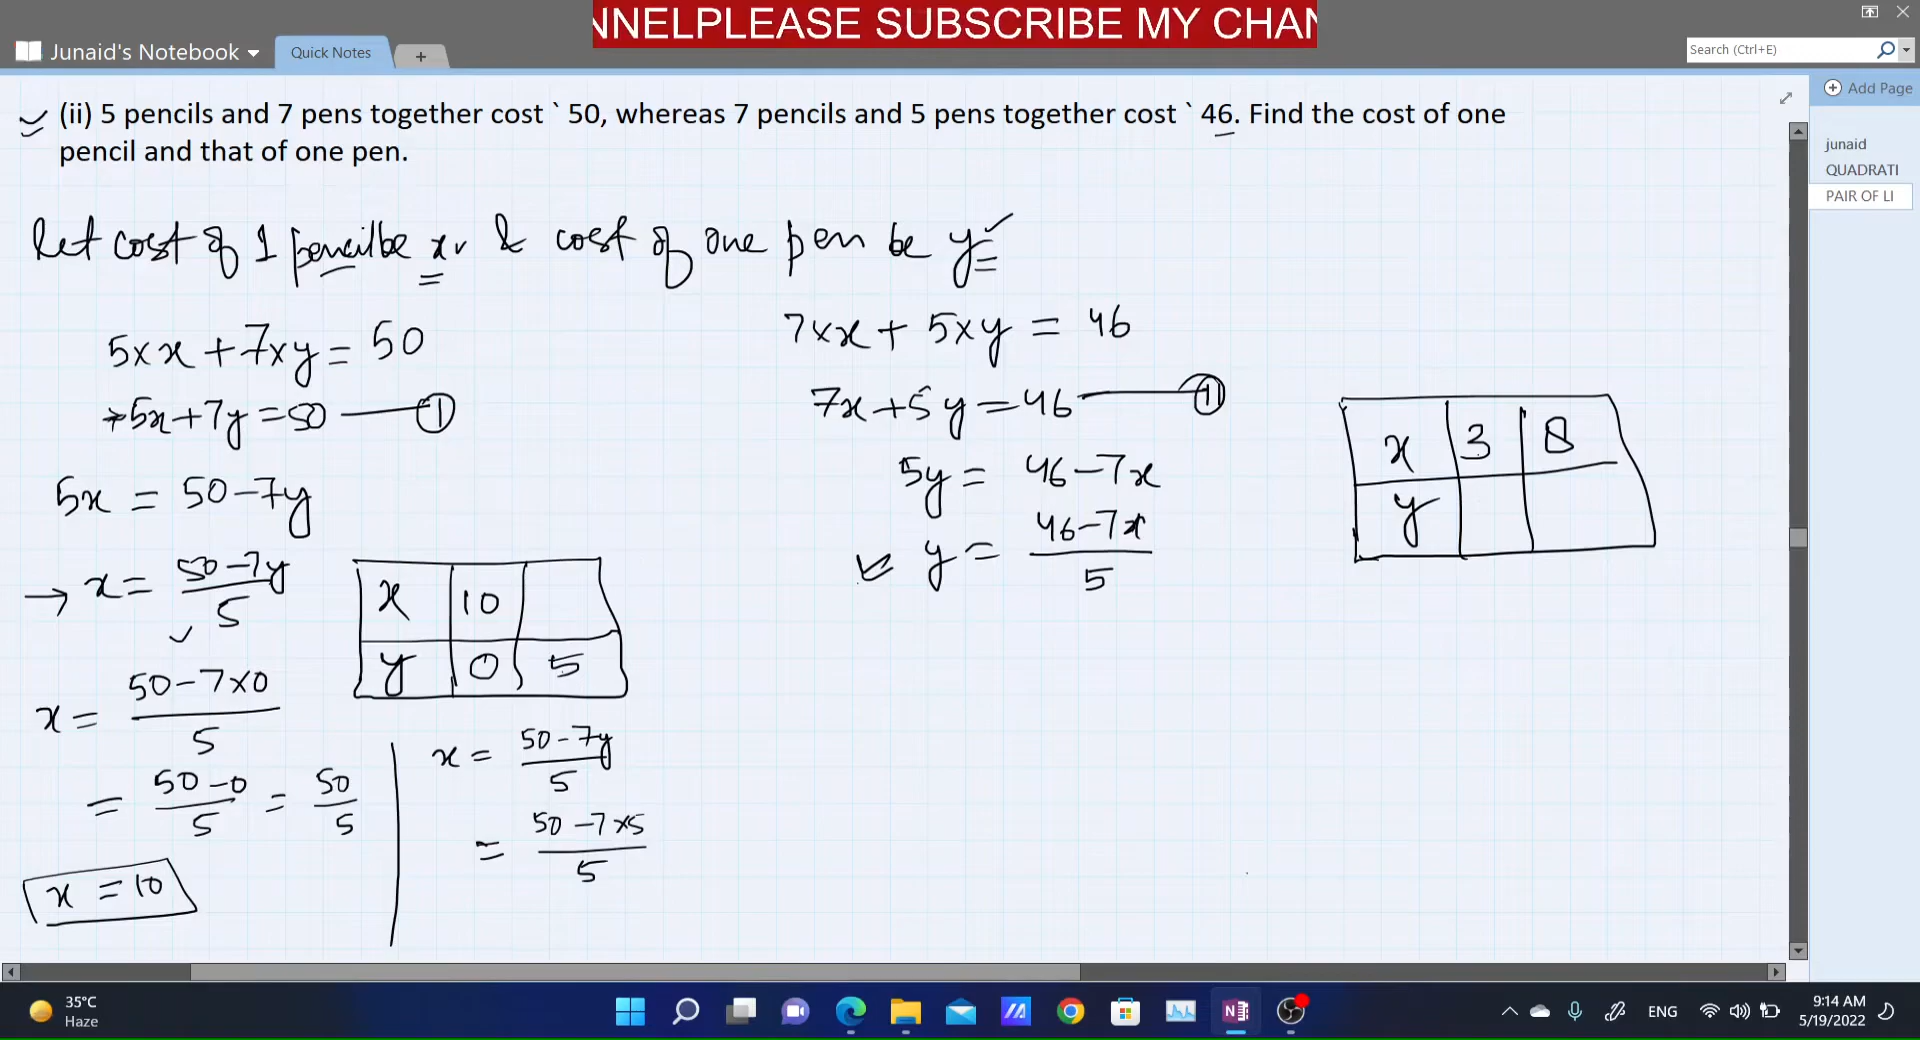 NNELPLEASE SUBSCRIBE MY CHAN
Junaid's Notebook
Quick Notes
+
Search (Ctrl+E)
Add Page
junaid
QUADRATI
PAIR OF LI
(ii) 5 pencils and 7 pens together cost ` 50, whereas 7 pencils and 5 pens together cost ` 46. Find the cost of one
pencil and that of one pen.
Let cost of 1 pencil be x & cost of one pen be y
5×x + 7×y = 50
5x+7y=50 —— ①
5x = 50-7y
→ x = 50-7y / 5
x = 50-7×0 / 5
= 50-0 / 5 = 50 / 5
x = 10
x 10
y 0 5
x = 50-7y / 5
= 50-7×5 / 5
7×x + 5×y = 46
7x+5y=46 ——
5y = 46-7x
y = 46-7x / 5
x 3 8
y
35°C
Haze
ENG
9:14 AM
5/19/2022